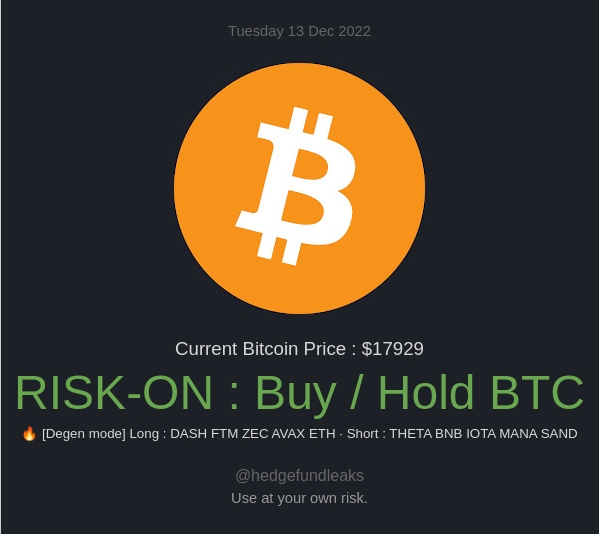 Tuesday 13 Dec 2022
Current Bitcoin Price : $17929
RISK-ON : Buy / Hold BTC
🔥 [Degen mode] Long : DASH FTM ZEC AVAX ETH · Short : THETA BNB IOTA MANA SAND
@hedgefundleaks
Use at your own risk.